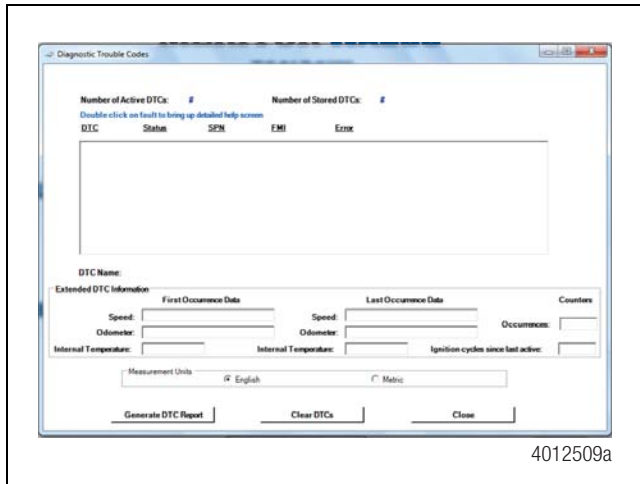 Diagnostic Trouble Codes
Number of Active DTCs: # Number of Stored DTCs: #
Double click on fault to bring up detailed help screen
DTC Status SPN FMI Error
DTC Name:
Extended DTC Information
First Occurrence Data Last Occurrence Data Counters
Speed: Speed: Occurrences:
Odometer: Odometer:
Internal Temperature: Internal Temperature: Ignition cycles since last active:
Measurement Units
English Metric
Generate DTC Report Clear DTCs Close
4012509a